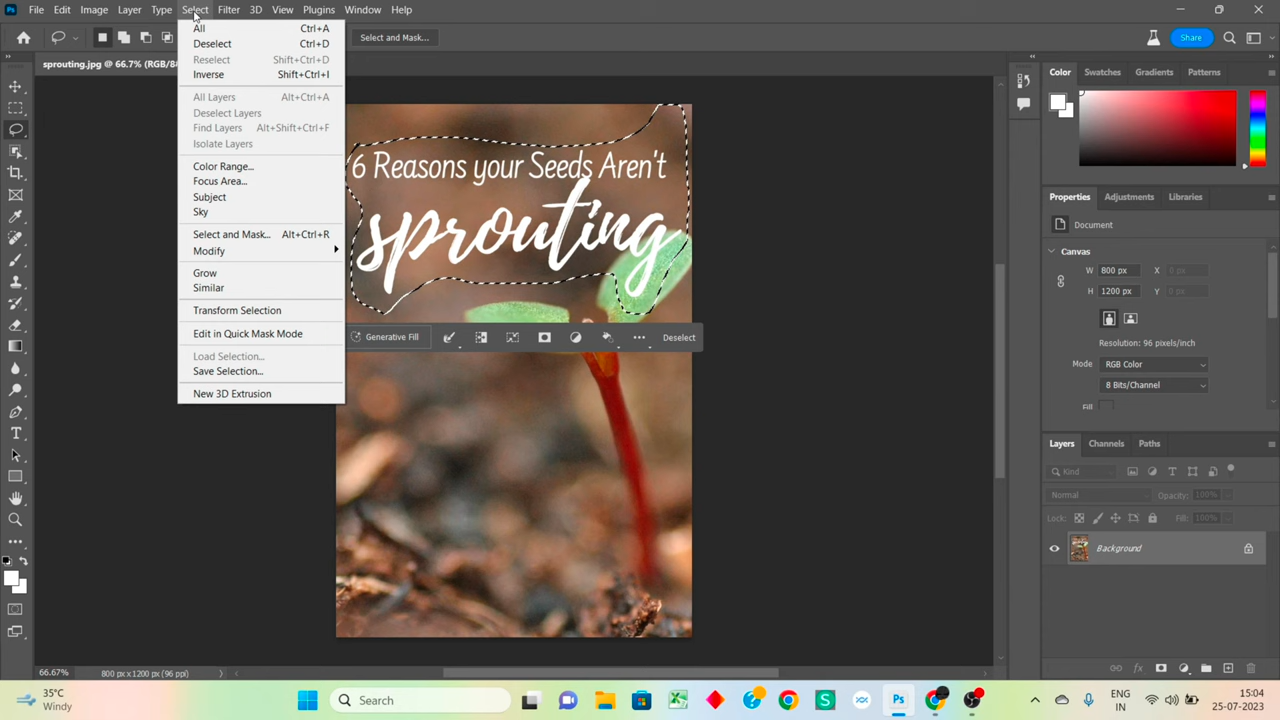 Ps File Edit Image Layer Type Select Filter 3D View Plugins Window Help
Select and Mask...
Share
sprouting.jpg @ 66.7% (RGB/8
All Ctrl+A
Deselect Ctrl+D
Reselect Shift+Ctrl+D
Inverse Shift+Ctrl+I
All Layers Alt+Ctrl+A
Deselect Layers
Find Layers Alt+Shift+Ctrl+F
Isolate Layers
Color Range...
Focus Area...
Subject
Sky
Select and Mask... Alt+Ctrl+R
Modify
Grow
Similar
Transform Selection
Edit in Quick Mask Mode
Load Selection...
Save Selection...
New 3D Extrusion
6 Reasons your Seeds Aren't
sprouting
Generative Fill
Deselect
Color Swatches Gradients Patterns
Properties Adjustments Libraries
Document
Canvas
W 800 px X 0 px
H 1200 px Y 0 px
Resolution: 96 pixels/inch
Mode RGB Color
8 Bits/Channel
Fill
Layers Channels Paths
Kind
Normal Opacity: 100%
Lock: Fill: 100%
Background
66.67% 800 px x 1200 px (96 ppi)
35°C
Windy
Search
Ps
ENG
IN
15:04
25-07-2023